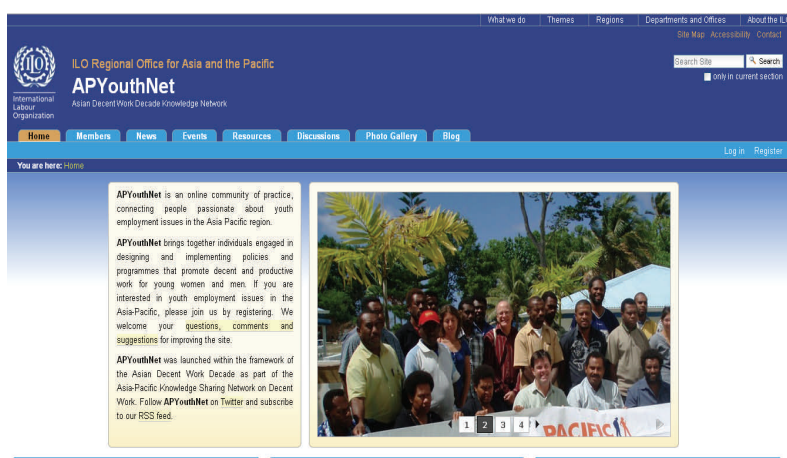 What we do Themes Regions Departments and Offices About the IL
Site Map Accessibility Contact
ILO
International
Labour
Organization
ILO Regional Office for Asia and the Pacific
APYouthNet
Asian Decent Work Decade Knowledge Network
Search Site Search
only in current section
Home Members News Events Resources Discussions Photo Gallery Blog
Log in Register
You are here: Home
APYouthNet is an online community of practice,
connecting people passionate about youth
employment issues in the Asia Pacific region.
APYouthNet brings together individuals engaged in
designing and implementing policies and
programmes that promote decent and productive
work for young women and men. If you are
interested in youth employment issues in the
Asia-Pacific, please join us by registering. We
welcome your questions, comments and
suggestions for improving the site.
APYouthNet was launched within the framework of
the Asian Decent Work Decade as part of the
Asia-Pacific Knowledge Sharing Network on Decent
Work. Follow APYouthNet on Twitter and subscribe
to our RSS feed.
1 2 3 4
PACIFIC